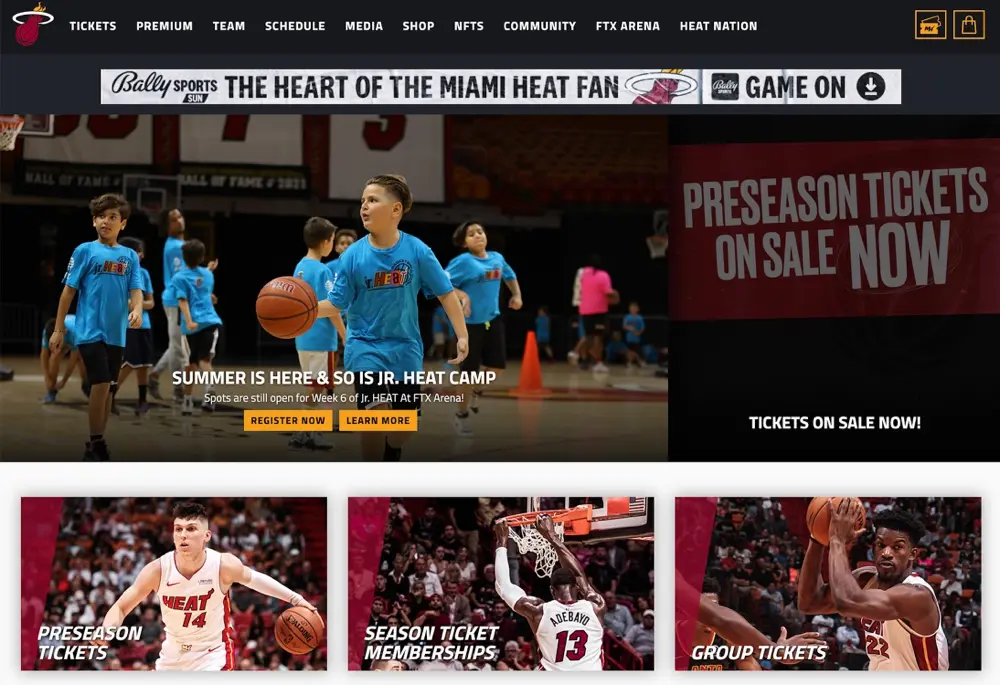 TICKETS PREMIUM TEAM SCHEDULE MEDIA SHOP NFTS COMMUNITY FTX ARENA HEAT NATION
Bally SPORTS SUN THE HEART OF THE MIAMI HEAT FAN Bally SPORTS GAME ON
HALL OF FAME HALL OF FAME # 2021
PRESEASON TICKETS
ON SALE NOW
Jr. HEAT
SUMMER IS HERE & SO IS JR. HEAT CAMP
Spots are still open for Week 6 of Jr. HEAT At FTX Arena!
REGISTER NOW LEARN MORE
TICKETS ON SALE NOW!
HEAT
14
SPALDING
PRESEASON
TICKETS
ADEBAYO
13
SEASON TICKET
MEMBERSHIPS
22
GROUP TICKETS